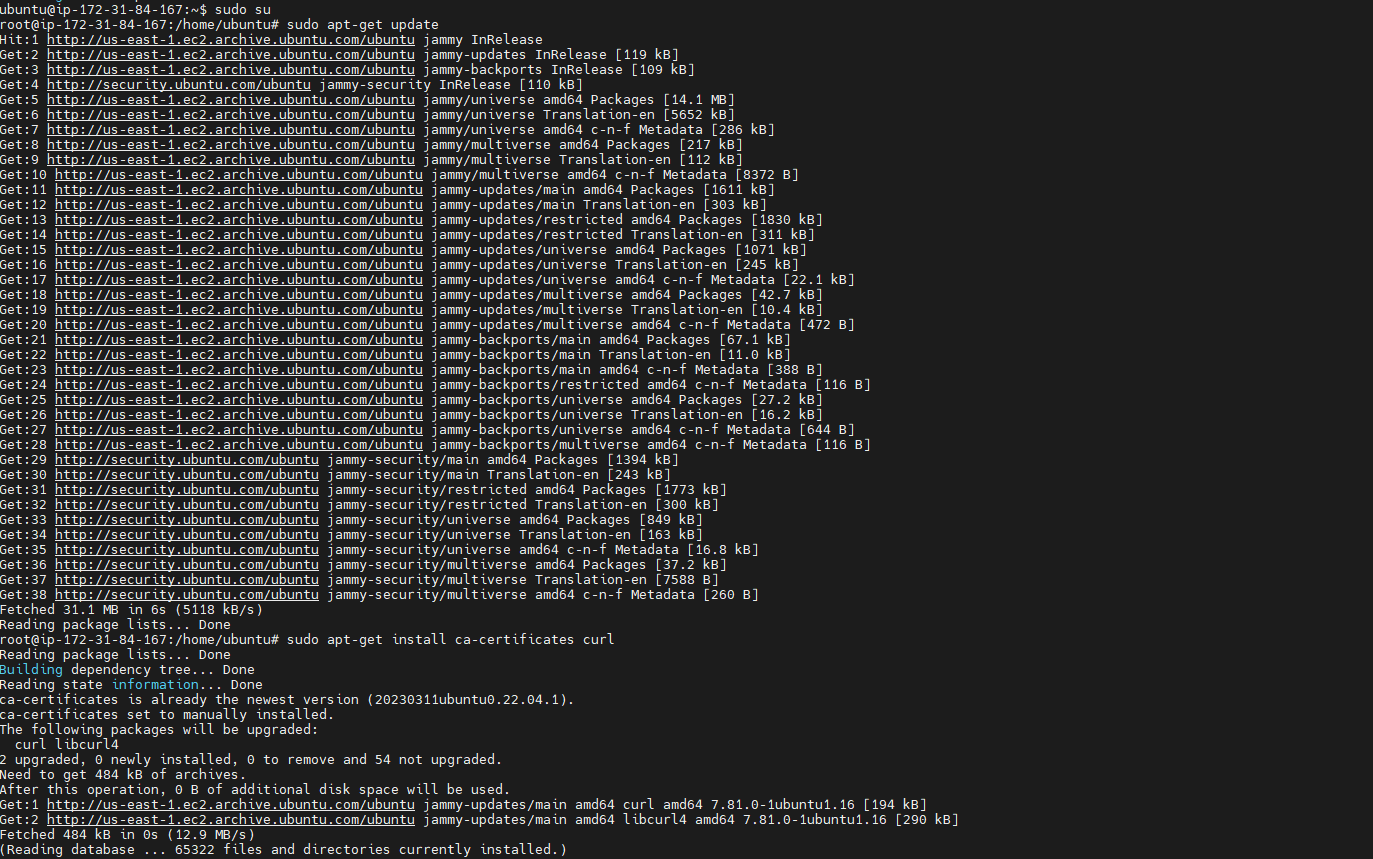 ubuntu@ip-172-31-84-167:~$ sudo su
root@ip-172-31-84-167:/home/ubuntu# sudo apt-get update
Hit:1 http://us-east-1.ec2.archive.ubuntu.com/ubuntu jammy InRelease
Get:2 http://us-east-1.ec2.archive.ubuntu.com/ubuntu jammy-updates InRelease [119 kB]
Get:3 http://us-east-1.ec2.archive.ubuntu.com/ubuntu jammy-backports InRelease [109 kB]
Get:4 http://security.ubuntu.com/ubuntu jammy-security InRelease [110 kB]
Get:5 http://us-east-1.ec2.archive.ubuntu.com/ubuntu jammy/universe amd64 Packages [14.1 MB]
Get:6 http://us-east-1.ec2.archive.ubuntu.com/ubuntu jammy/universe Translation-en [5652 kB]
Get:7 http://us-east-1.ec2.archive.ubuntu.com/ubuntu jammy/universe amd64 c-n-f Metadata [286 kB]
Get:8 http://us-east-1.ec2.archive.ubuntu.com/ubuntu jammy/multiverse amd64 Packages [217 kB]
Get:9 http://us-east-1.ec2.archive.ubuntu.com/ubuntu jammy/multiverse Translation-en [112 kB]
Get:10 http://us-east-1.ec2.archive.ubuntu.com/ubuntu jammy/multiverse amd64 c-n-f Metadata [8372 B]
Get:11 http://us-east-1.ec2.archive.ubuntu.com/ubuntu jammy-updates/main amd64 Packages [1611 kB]
Get:12 http://us-east-1.ec2.archive.ubuntu.com/ubuntu jammy-updates/main Translation-en [303 kB]
Get:13 http://us-east-1.ec2.archive.ubuntu.com/ubuntu jammy-updates/restricted amd64 Packages [1830 kB]
Get:14 http://us-east-1.ec2.archive.ubuntu.com/ubuntu jammy-updates/restricted Translation-en [311 kB]
Get:15 http://us-east-1.ec2.archive.ubuntu.com/ubuntu jammy-updates/universe amd64 Packages [1071 kB]
Get:16 http://us-east-1.ec2.archive.ubuntu.com/ubuntu jammy-updates/universe Translation-en [245 kB]
Get:17 http://us-east-1.ec2.archive.ubuntu.com/ubuntu jammy-updates/universe amd64 c-n-f Metadata [22.1 kB]
Get:18 http://us-east-1.ec2.archive.ubuntu.com/ubuntu jammy-updates/multiverse amd64 Packages [42.7 kB]
Get:19 http://us-east-1.ec2.archive.ubuntu.com/ubuntu jammy-updates/multiverse Translation-en [10.4 kB]
Get:20 http://us-east-1.ec2.archive.ubuntu.com/ubuntu jammy-updates/multiverse amd64 c-n-f Metadata [472 B]
Get:21 http://us-east-1.ec2.archive.ubuntu.com/ubuntu jammy-backports/main amd64 Packages [67.1 kB]
Get:22 http://us-east-1.ec2.archive.ubuntu.com/ubuntu jammy-backports/main Translation-en [11.0 kB]
Get:23 http://us-east-1.ec2.archive.ubuntu.com/ubuntu jammy-backports/main amd64 c-n-f Metadata [388 B]
Get:24 http://us-east-1.ec2.archive.ubuntu.com/ubuntu jammy-backports/restricted amd64 c-n-f Metadata [116 B]
Get:25 http://us-east-1.ec2.archive.ubuntu.com/ubuntu jammy-backports/universe amd64 Packages [27.2 kB]
Get:26 http://us-east-1.ec2.archive.ubuntu.com/ubuntu jammy-backports/universe Translation-en [16.2 kB]
Get:27 http://us-east-1.ec2.archive.ubuntu.com/ubuntu jammy-backports/universe amd64 c-n-f Metadata [644 B]
Get:28 http://us-east-1.ec2.archive.ubuntu.com/ubuntu jammy-backports/multiverse amd64 c-n-f Metadata [116 B]
Get:29 http://security.ubuntu.com/ubuntu jammy-security/main amd64 Packages [1394 kB]
Get:30 http://security.ubuntu.com/ubuntu jammy-security/main Translation-en [243 kB]
Get:31 http://security.ubuntu.com/ubuntu jammy-security/restricted amd64 Packages [1773 kB]
Get:32 http://security.ubuntu.com/ubuntu jammy-security/restricted Translation-en [300 kB]
Get:33 http://security.ubuntu.com/ubuntu jammy-security/universe amd64 Packages [849 kB]
Get:34 http://security.ubuntu.com/ubuntu jammy-security/universe Translation-en [163 kB]
Get:35 http://security.ubuntu.com/ubuntu jammy-security/universe amd64 c-n-f Metadata [16.8 kB]
Get:36 http://security.ubuntu.com/ubuntu jammy-security/multiverse amd64 Packages [37.2 kB]
Get:37 http://security.ubuntu.com/ubuntu jammy-security/multiverse Translation-en [7588 B]
Get:38 http://security.ubuntu.com/ubuntu jammy-security/multiverse amd64 c-n-f Metadata [260 B]
Fetched 31.1 MB in 6s (5118 kB/s)
Reading package lists... Done
root@ip-172-31-84-167:/home/ubuntu# sudo apt-get install ca-certificates curl
Reading package lists... Done
Building dependency tree... Done
Reading state information... Done
ca-certificates is already the newest version (20230311ubuntu0.22.04.1).
ca-certificates set to manually installed.
The following packages will be upgraded:
  curl libcurl4
2 upgraded, 0 newly installed, 0 to remove and 54 not upgraded.
Need to get 484 kB of archives.
After this operation, 0 B of additional disk space will be used.
Get:1 http://us-east-1.ec2.archive.ubuntu.com/ubuntu jammy-updates/main amd64 curl amd64 7.81.0-1ubuntu1.16 [194 kB]
Get:2 http://us-east-1.ec2.archive.ubuntu.com/ubuntu jammy-updates/main amd64 libcurl4 amd64 7.81.0-1ubuntu1.16 [290 kB]
Fetched 484 kB in 0s (12.9 MB/s)
(Reading database ... 65322 files and directories currently installed.)